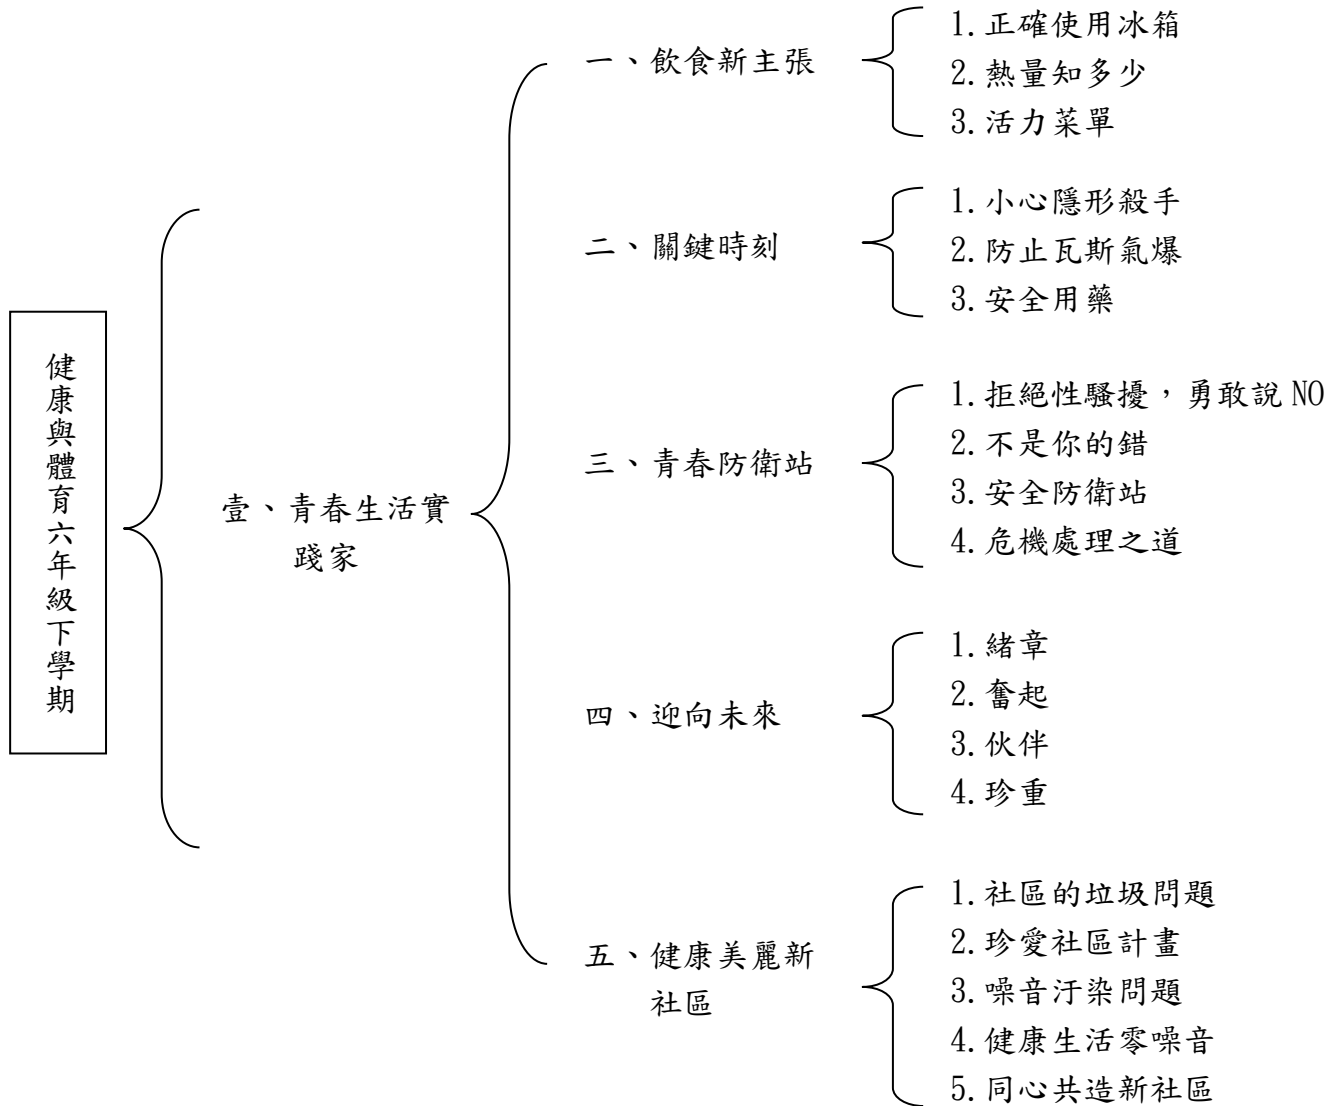 健康與體育六年級下學期
壹、青春生活實
踐家
一、飲食新主張
1.正確使用冰箱
2.熱量知多少
3.活力菜單
二、關鍵時刻
1.小心隱形殺手
2.防止瓦斯氣爆
3.安全用藥
三、青春防衛站
1.拒絕性騷擾，勇敢說 NO
2.不是你的錯
3.安全防衛站
4.危機處理之道
四、迎向未來
1.緒章
2.奮起
3.伙伴
4.珍重
五、健康美麗新
社區
1.社區的垃圾問題
2.珍愛社區計畫
3.噪音汙染問題
4.健康生活零噪音
5.同心共造新社區